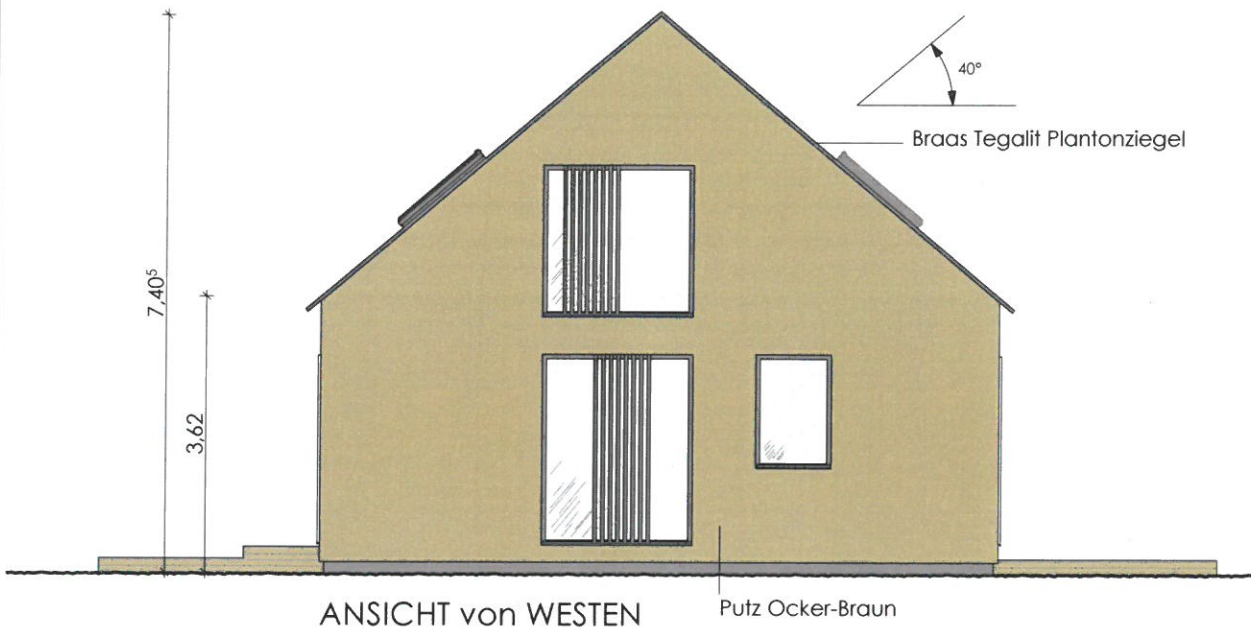 40°
Braas Tegalit Plantonziegel
7,40⁵
3,62
ANSICHT von WESTEN
Putz Ocker-Braun